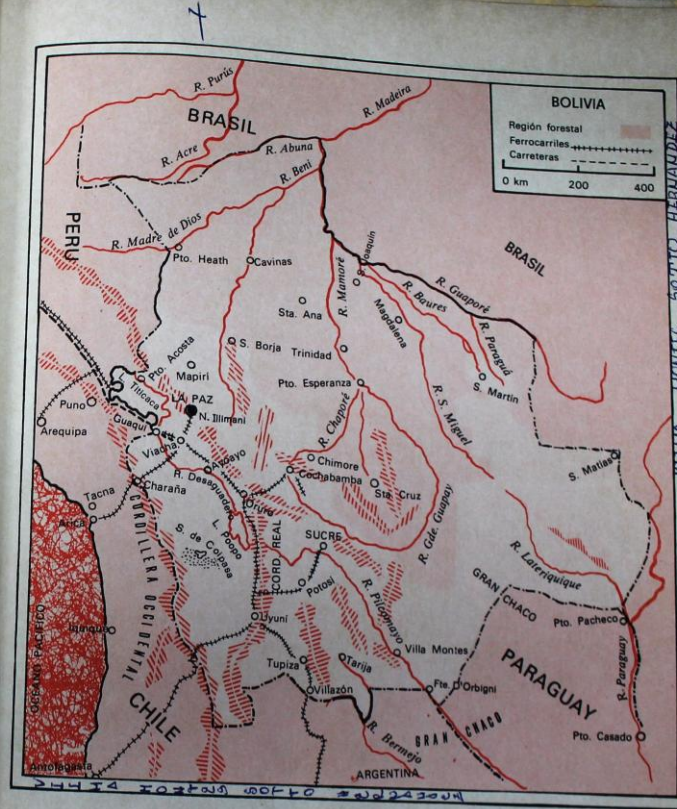 BOLIVIA
Región forestal
Ferrocarriles
Carreteras
0 km 200 400
R. Purús
BRASIL
R. Madeira
R. Acre
R. Abuna
R. Beni
PERU
R. Madre de Dios
Pto. Heath
Cavinas
BRASIL
S. Joaquín
R. Mamoré
R. Guaporé
R. Baures
Sta. Ana
Magdalena
R. Paraguá
Pto. Acosta
S. Borja
Trinidad
Mapiri
S. Martín
Pto. Esperanza
Titicaca
LA PAZ
Puno
N. Illimani
Guaqui
R. Chaporé
R. S. Miguel
Arequipa
Viacha
Chimore
S. Matías
Cochabamba
R. Desaguadero
Charaña
Sta. Cruz
Oruro
Tacna
Arica
R. Gde. Guapay
CORDILLERA OCCIDENTAL
L. Poopo
S. de Coipasa
CORD. REAL
SUCRE
R. Lateriquique
GRAN CHACO
Potosí
R. Pilcomayo
Pto. Pacheco
OCEANO PACIFICO
Iquique
Uyuni
Villa Montes
PARAGUAY
R. Paraguay
Tupiza
Tarija
Fte. D'Orbigni
Villazón
CHILE
GRAN CHACO
Pto. Casado
R. Bermejo
Antofagasta
ARGENTINA
HERNANDEZ